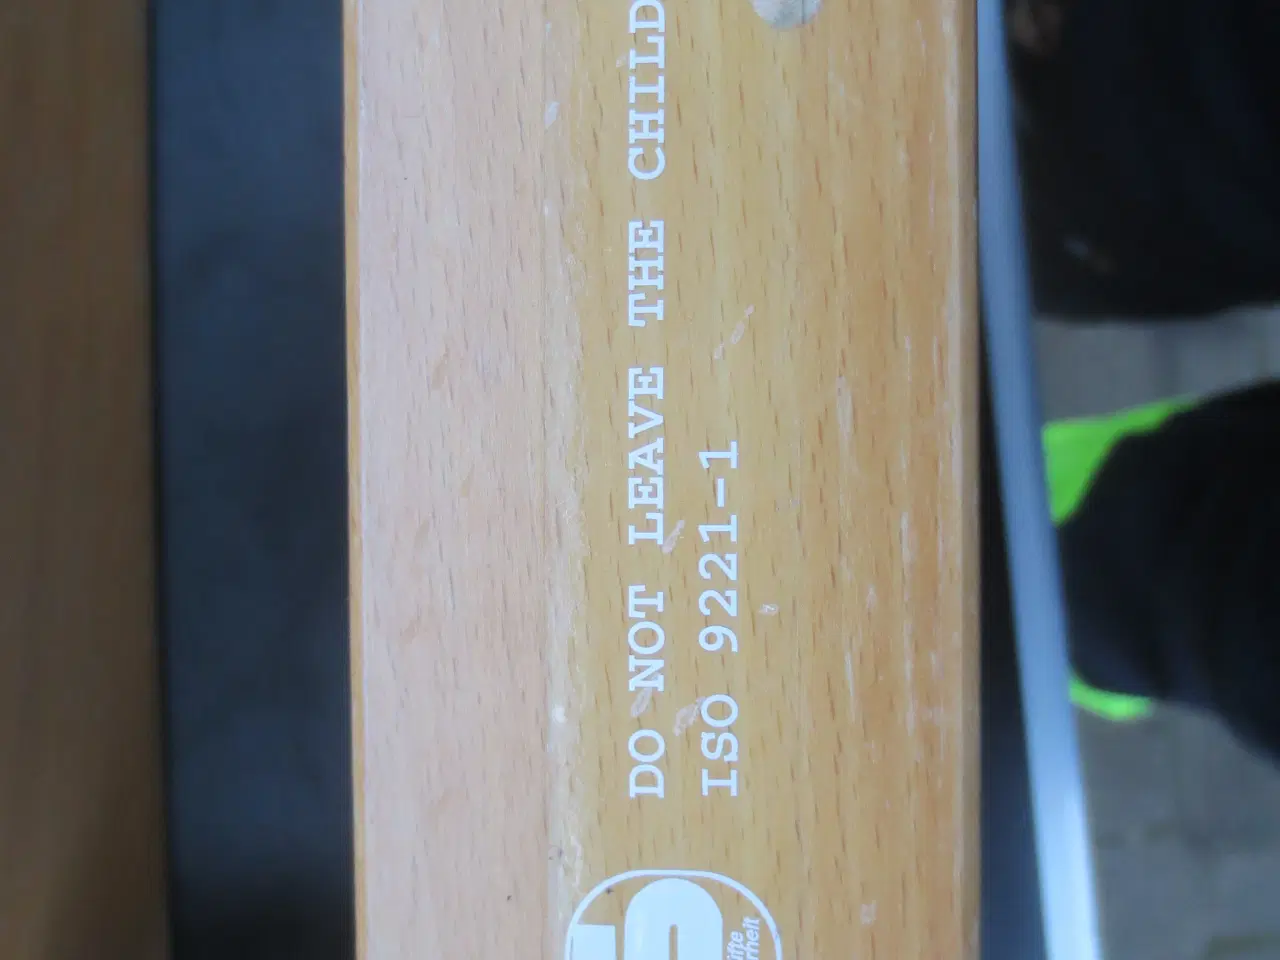 DO NOT LEAVE THE CHILD
ISO 9221-1